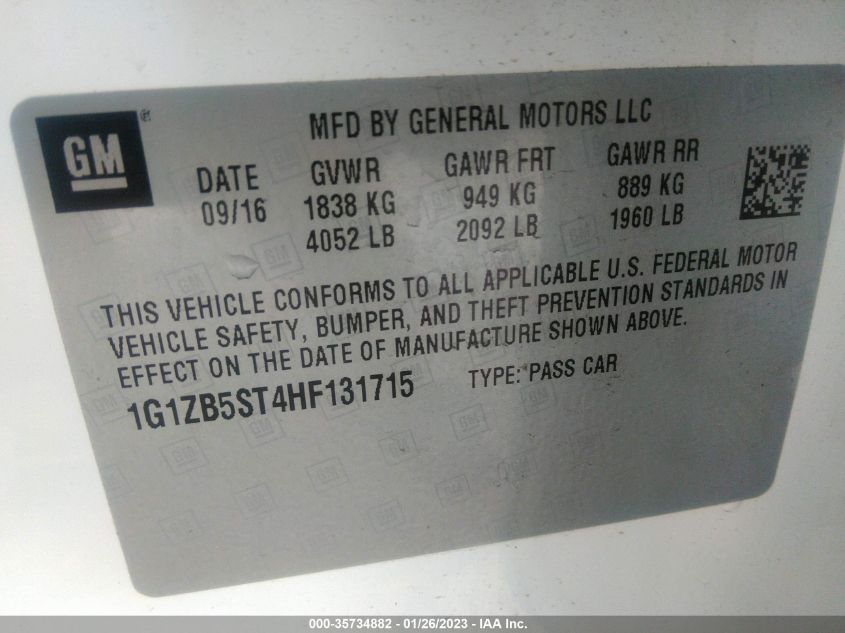 GM®
MFD BY GENERAL MOTORS LLC
DATE GVWR GAWR FRT GAWR RR
09/16 1838 KG 949 KG 889 KG
4052 LB 2092 LB 1960 LB
THIS VEHICLE CONFORMS TO ALL APPLICABLE U.S. FEDERAL MOTOR
VEHICLE SAFETY, BUMPER, AND THEFT PREVENTION STANDARDS IN
EFFECT ON THE DATE OF MANUFACTURE SHOWN ABOVE.
1G1ZB5ST4HF131715 TYPE: PASS CAR
000-35734882 - 01/26/2023 - IAA Inc.